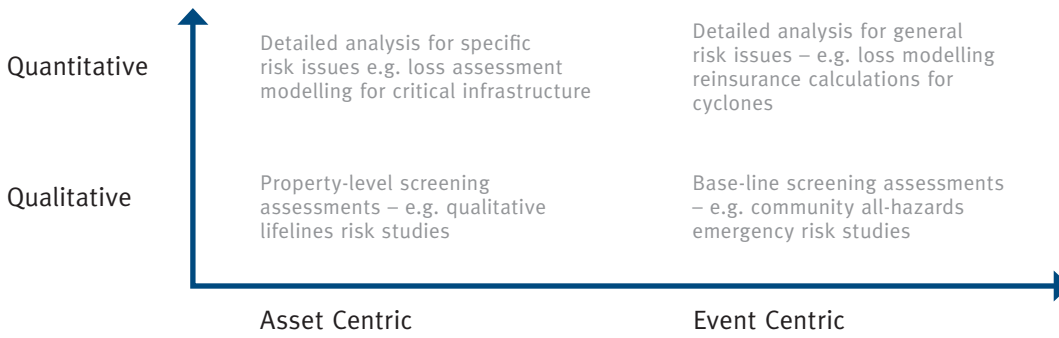 Quantitative
Detailed analysis for specific
risk issues e.g. loss assessment
modelling for critical infrastructure
Detailed analysis for general
risk issues – e.g. loss modelling
reinsurance calculations for
cyclones
Qualitative
Property-level screening
assessments – e.g. qualitative
lifelines risk studies
Base-line screening assessments
– e.g. community all-hazards
emergency risk studies
Asset Centric
Event Centric